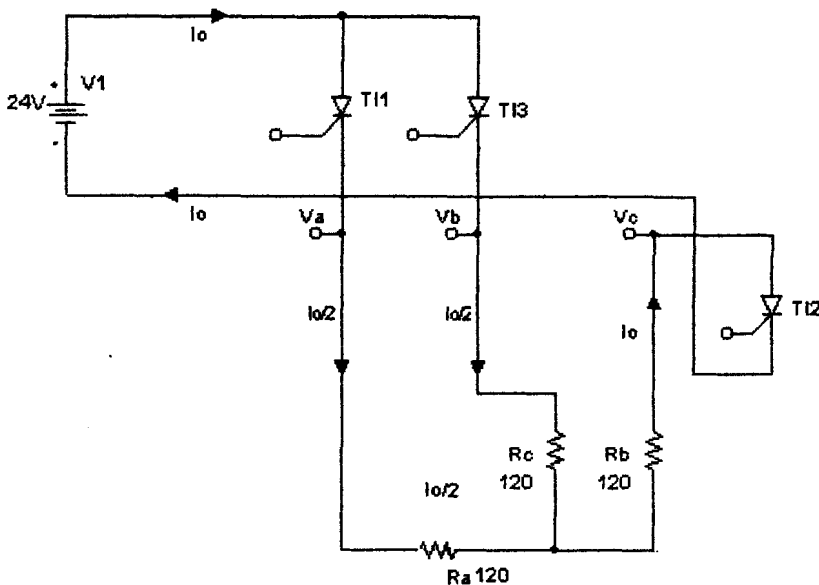 Io
V1
24V
TI1
TI3
Io
Va
Vb
Vc
TI2
Io/2
Io/2
Io
Rc
120
Rb
120
Io/2
Ra 120